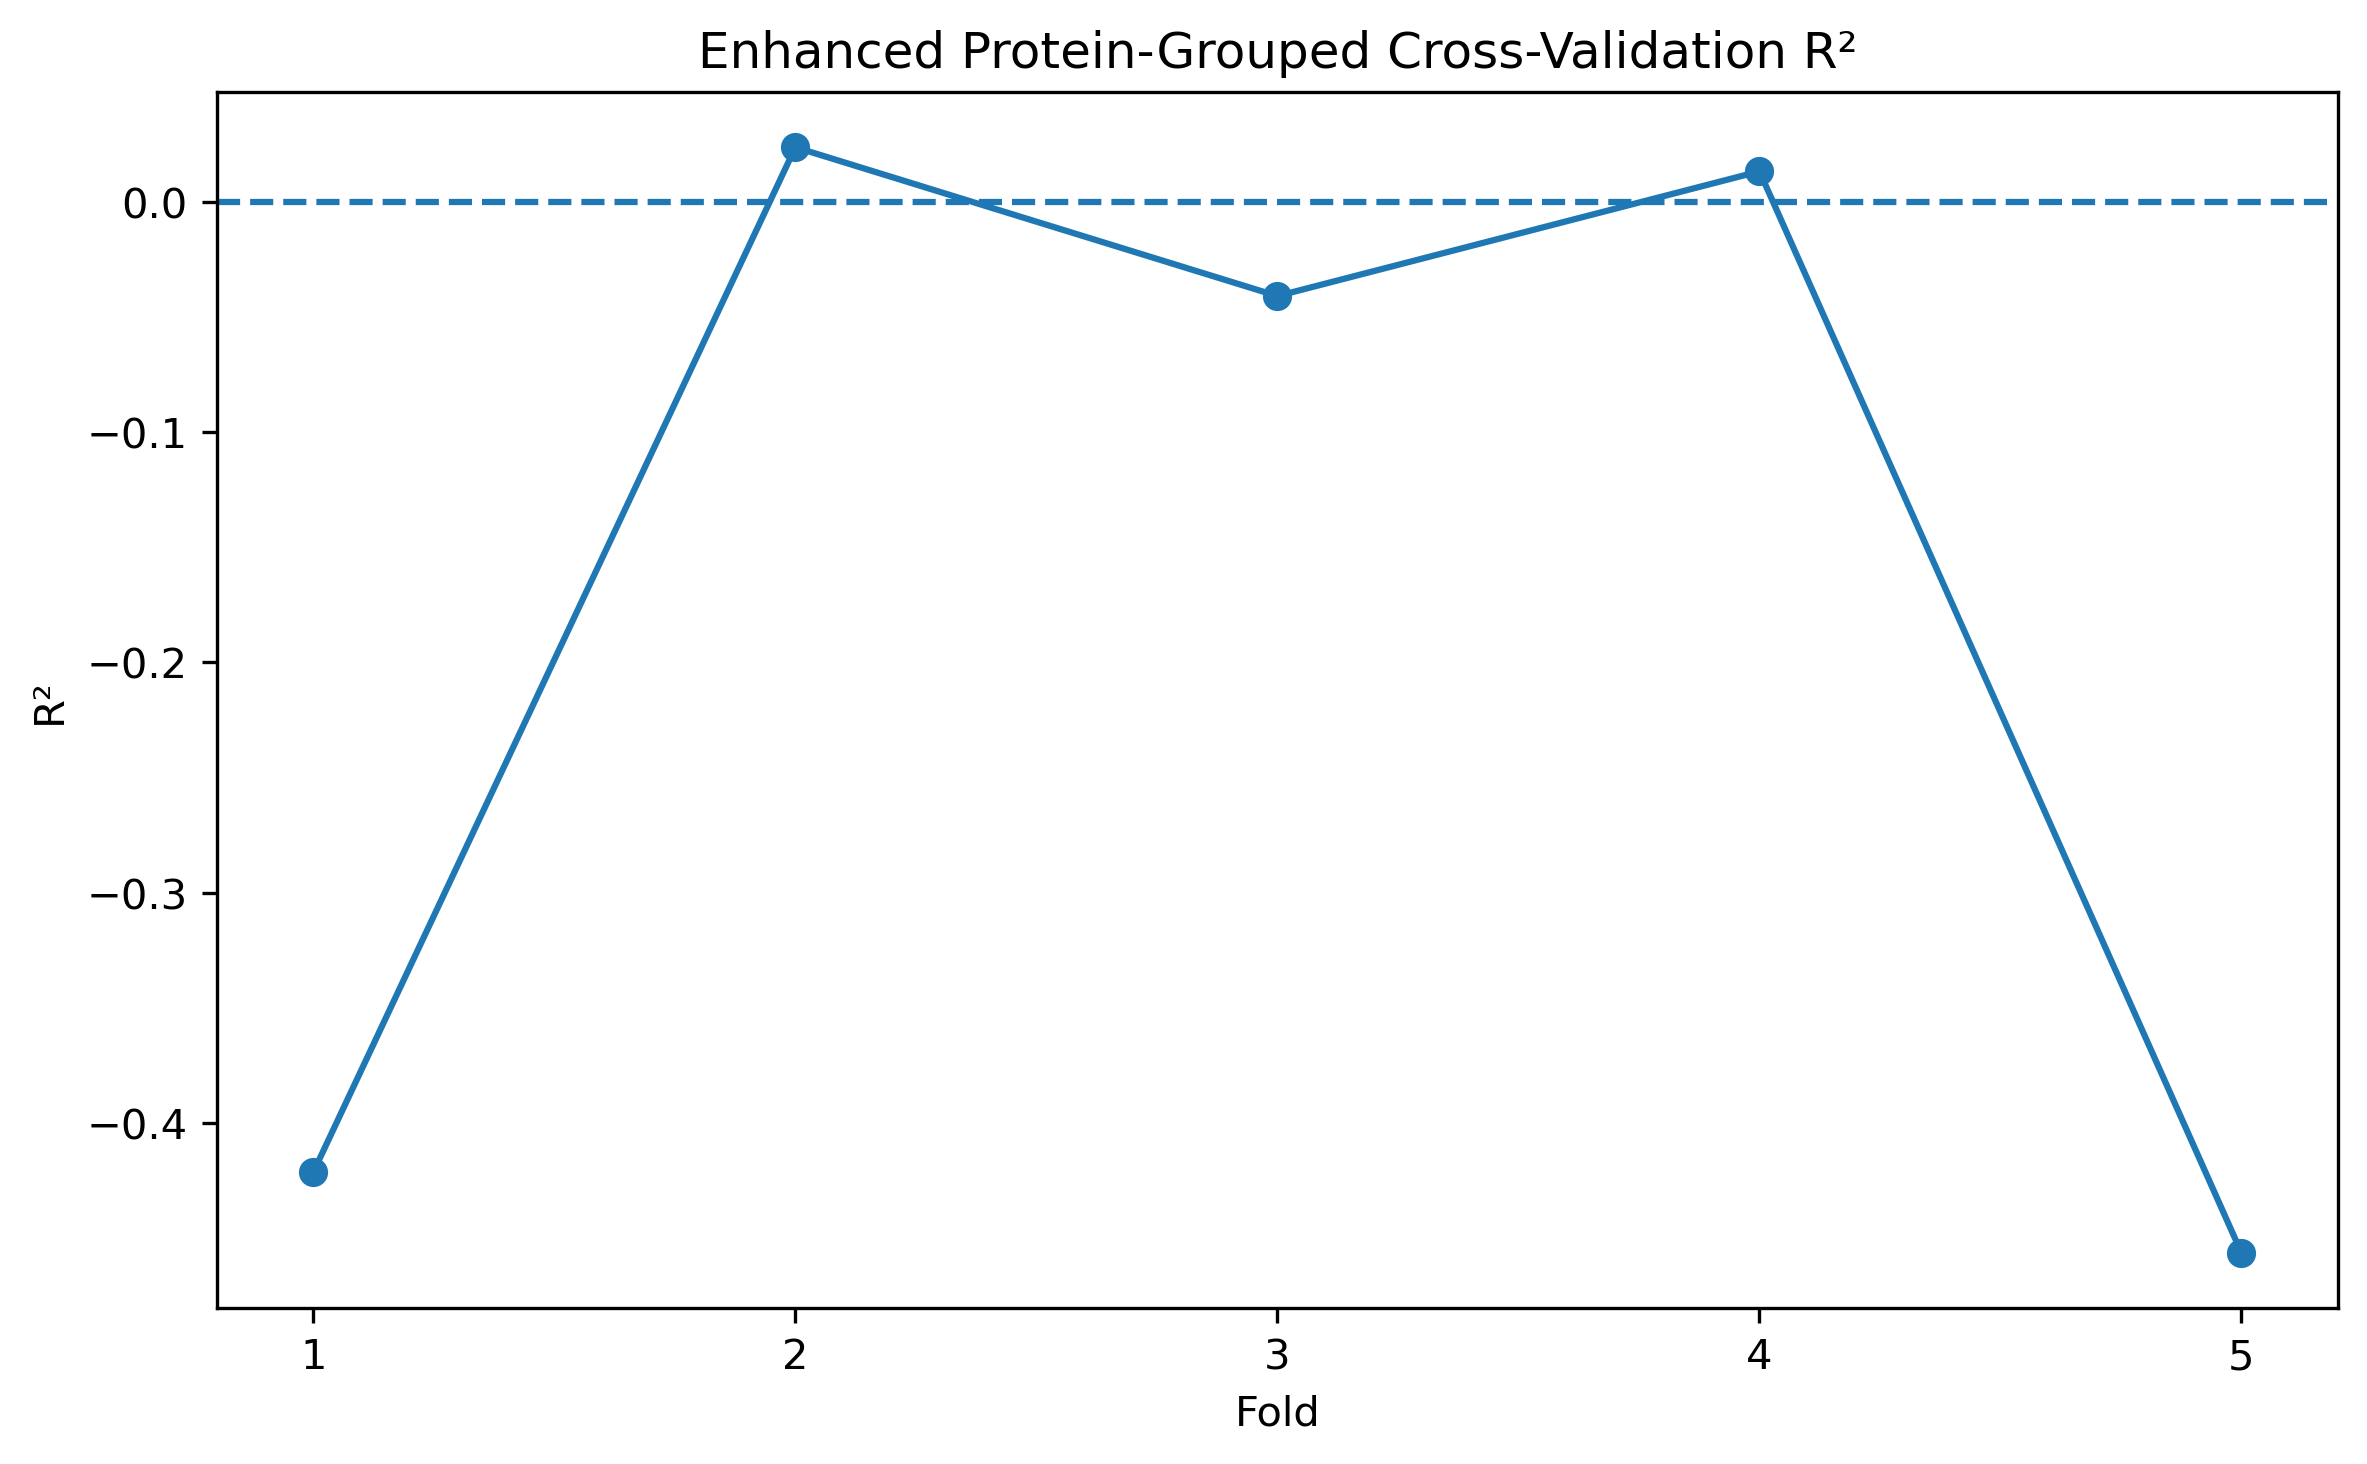 Enhanced Protein-Grouped Cross-Validation R²
0.0
−0.1
−0.2
−0.3
−0.4
R²
1 2 3 4 5
Fold